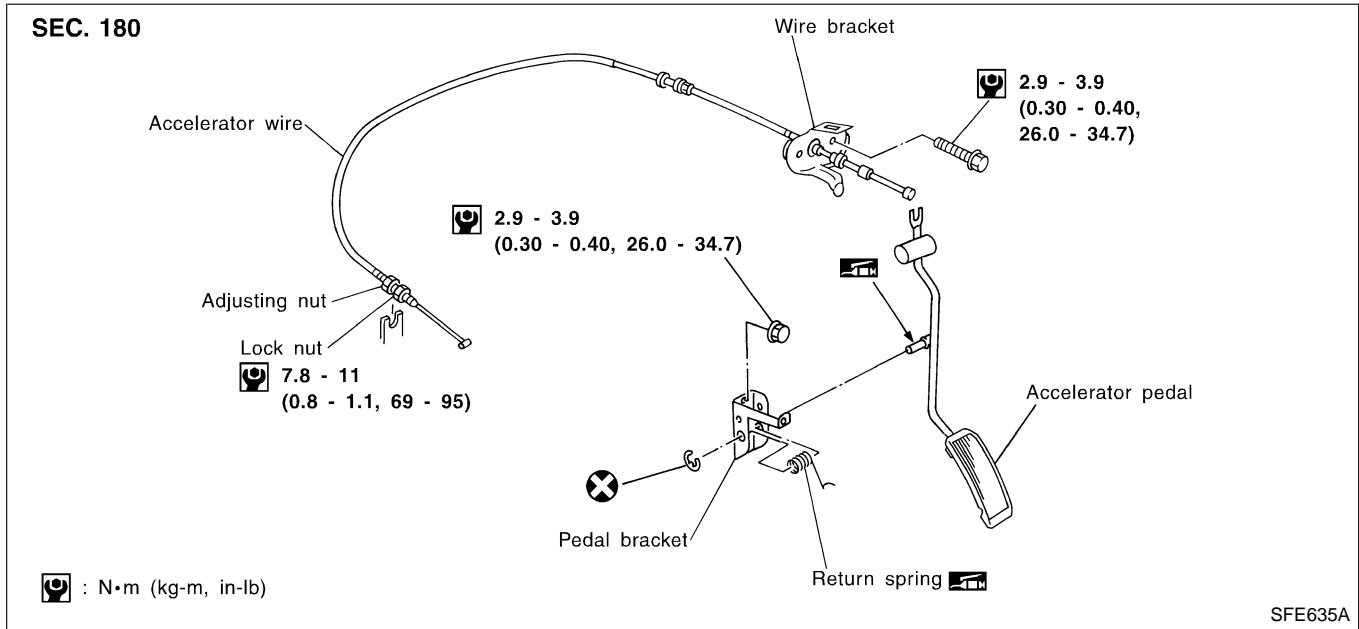 SEC. 180
Wire bracket
2.9 - 3.9
(0.30 - 0.40,
26.0 - 34.7)
Accelerator wire
2.9 - 3.9
(0.30 - 0.40, 26.0 - 34.7)
Adjusting nut
Lock nut
7.8 - 11
(0.8 - 1.1, 69 - 95)
Accelerator pedal
Pedal bracket
Return spring
: N•m (kg-m, in-lb)
SFE635A